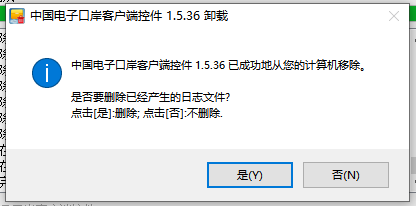 中国电子口岸客户端控件 1.5.36 卸载
中国电子口岸客户端控件 1.5.36 已成功地从您的计算机移除。
是否要删除已经产生的日志文件?
点击[是]:删除; 点击[否]:不删除.
是(Y)
否(N)